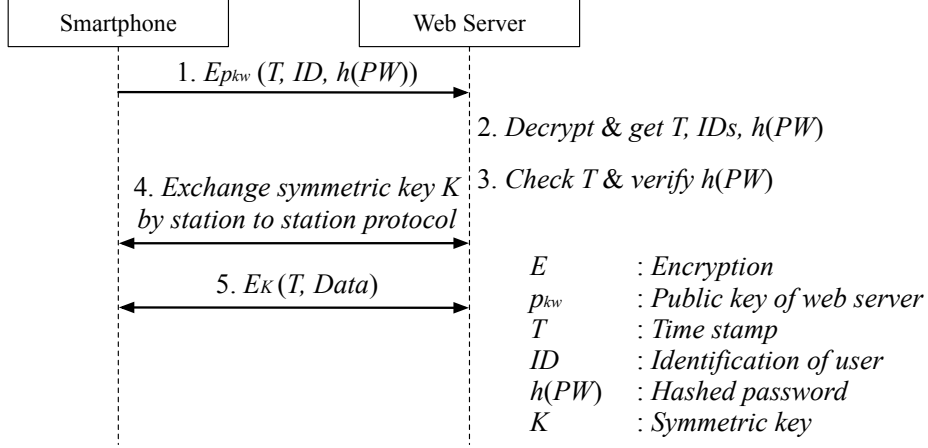 Smartphone
Web Server
1. Epkw (T, ID, h(PW))
2. Decrypt & get T, IDs, h(PW)
3. Check T & verify h(PW)
4. Exchange symmetric key K
by station to station protocol
5. EK (T, Data)
E : Encryption
pkw : Public key of web server
T : Time stamp
ID : Identification of user
h(PW) : Hashed password
K : Symmetric key